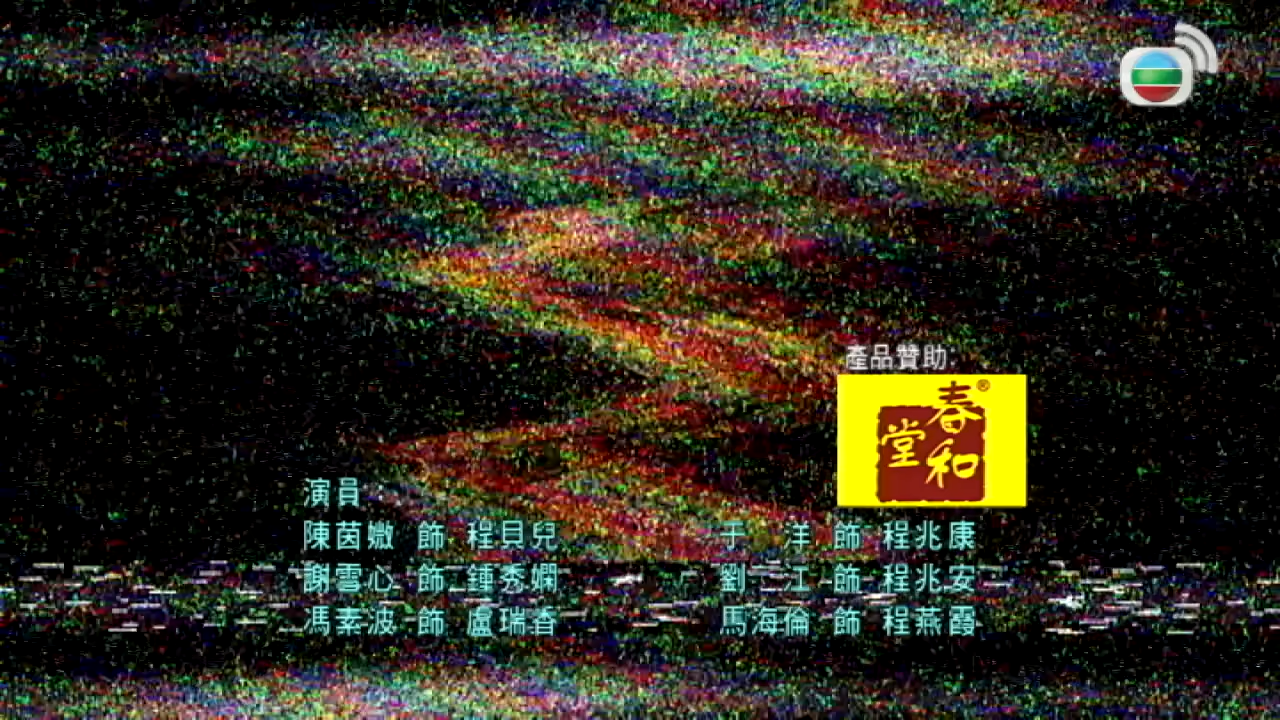 產品贊助:
春和堂®
演員：
陳茵媺 飾 程貝兒
于 洋 飾 程兆康
謝雪心 飾 鍾秀嫻
劉 江 飾 程兆安
馮素波 飾 盧瑞香
馬海倫 飾 程燕霞